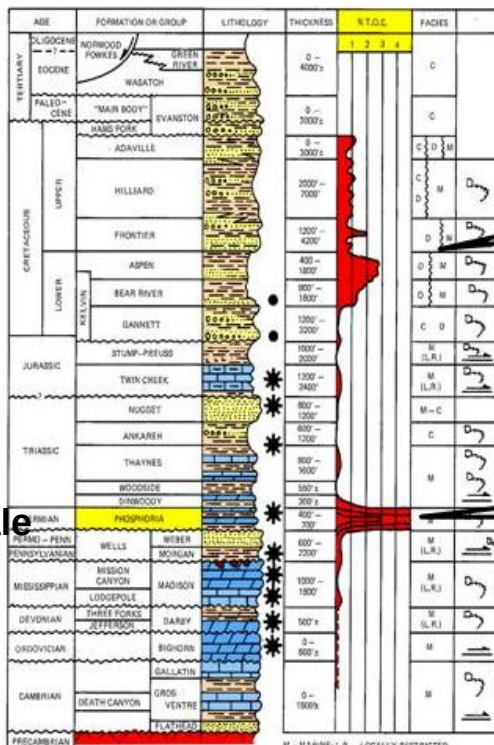 AGE FORMATION OR GROUP LITHOLOGY THICKNESS % T.O.C. FACIES
1 2 3 4
TERTIARY
OLIGOCENE
-?-
EOCENE
NORWOOD
FOWKES
GREEN
RIVER
WASATCH
0–
4000'±
C
PALEO-
CENE
"MAIN BODY"
EVANSTON
HAMS FORK
0–
3000'±
C
CRETACEOUS
UPPER
ADAVILLE
0–
3000'±
C D M
HILLIARD
2000'–
7000'
C
D
M
FRONTIER
1200'–
4200'
D M
LOWER
ASPEN
400–
1800'
D M
KELVIN
BEAR RIVER
800'–
1800'
D M
GANNETT
1200'–
3200'
C D
JURASSIC
STUMP-PREUSS
1000'–
2000'
M
(L.R.)
TWIN CREEK
1200'–
2400'
M
(L.R.)
?
NUGGET
800'–
1200'
M–C
TRIASSIC
ANKAREH
600'–
1200'
C
THAYNES
800'–
1600'
M
WOODSIDE
550'±
DINWOODY
300'±
ale
ERMIAN
PHOSPHORIA
400'–
700'
M
PERMO – PENN
PENNSYLVANIAN
WELLS
WEBER
MORGAN
600'–
2200'
M
(L.R.)
MISSISSIPPIAN
MISSION
CANYON
LODGEPOLE
MADISON
1000'–
1800'
M
(L.R.)
DEVONIAN
THREE FORKS
JEFFERSON
DARBY
500'±
M
(L.R.)
ORDOVICIAN
BIGHORN
0–
600'±
M
CAMBRIAN
GALLATIN
DEATH CANYON
GROS
VENTRE
FLATHEAD
0–
1500'±
M
PRECAMBRIAN